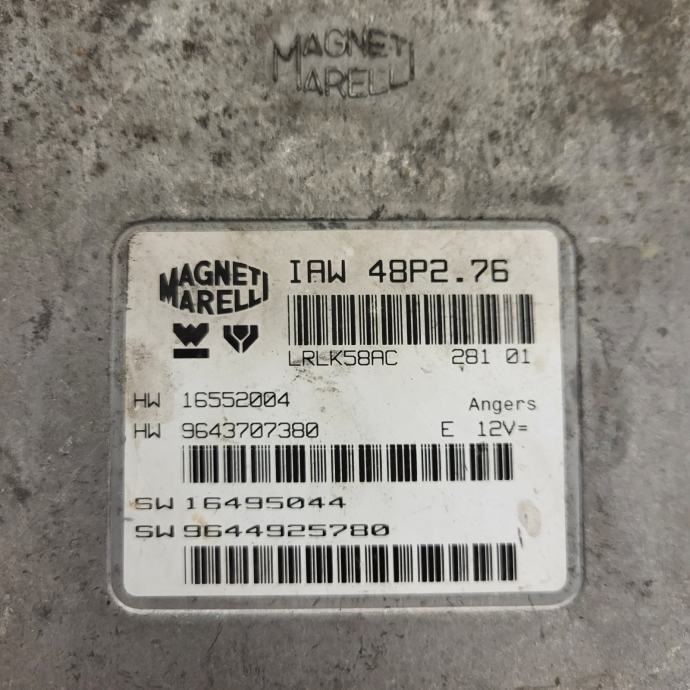 MAGNETI
MARELLI
MAGNETI
MARELLI
IAW 48P2.76
LRLK58AC 281 01
HW 16552004 Angers
HW 9643707380 E 12V=
SW 16495044
SW 9644925780